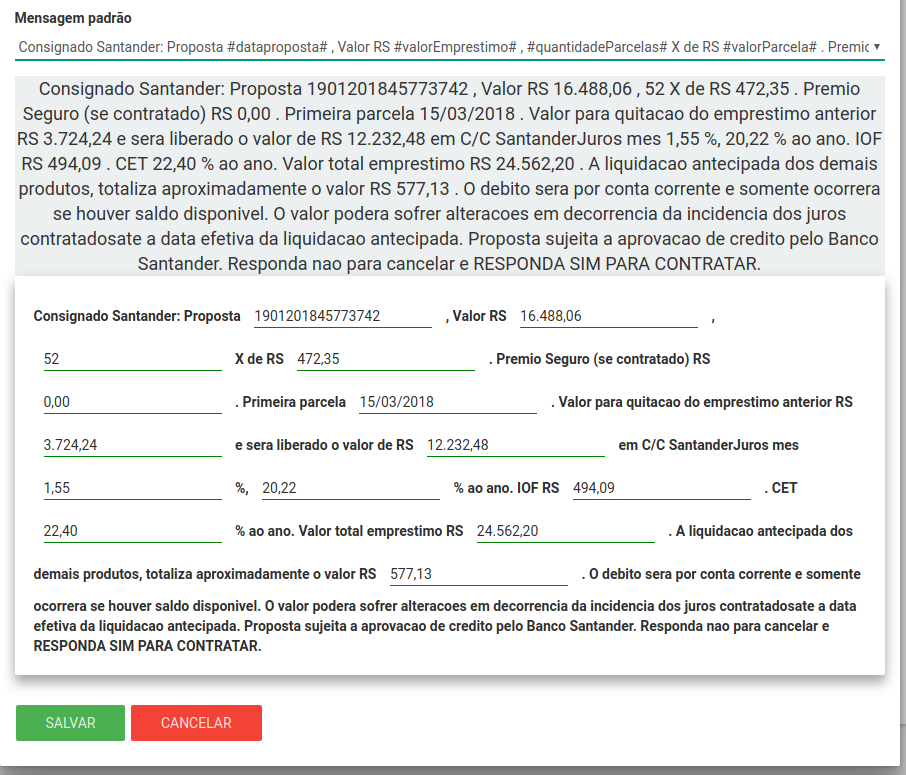 Mensagem padrão
Consignado Santander: Proposta #dataproposta# , Valor RS #valorEmprestimo# , #quantidadeParcelas# X de RS #valorParcela# . Premic
Consignado Santander: Proposta 1901201845773742 , Valor RS 16.488,06 , 52 X de RS 472,35 . Premio
Seguro (se contratado) RS 0,00 . Primeira parcela 15/03/2018 . Valor para quitacao do emprestimo anterior
RS 3.724,24 e sera liberado o valor de RS 12.232,48 em C/C SantanderJuros mes 1,55 %, 20,22 % ao ano. IOF
RS 494,09 . CET 22,40 % ao ano. Valor total emprestimo RS 24.562,20 . A liquidacao antecipada dos demais
produtos, totaliza aproximadamente o valor RS 577,13 . O debito sera por conta corrente e somente ocorrera
se houver saldo disponivel. O valor podera sofrer alteracoes em decorrencia da incidencia dos juros
contratadosate a data efetiva da liquidacao antecipada. Proposta sujeita a aprovacao de credito pelo Banco
Santander. Responda nao para cancelar e RESPONDA SIM PARA CONTRATAR.
Consignado Santander: Proposta 1901201845773742 , Valor RS 16.488,06 ,
52 X de RS 472,35 . Premio Seguro (se contratado) RS
0,00 . Primeira parcela 15/03/2018 . Valor para quitacao do emprestimo anterior RS
3.724,24 e sera liberado o valor de RS 12.232,48 em C/C SantanderJuros mes
1,55 %, 20,22 % ao ano. IOF RS 494,09 . CET
22,40 % ao ano. Valor total emprestimo RS 24.562,20 . A liquidacao antecipada dos
demais produtos, totaliza aproximadamente o valor RS 577,13 . O debito sera por conta corrente e somente
ocorrera se houver saldo disponivel. O valor podera sofrer alteracoes em decorrencia da incidencia dos juros contratadosate a data
efetiva da liquidacao antecipada. Proposta sujeita a aprovacao de credito pelo Banco Santander. Responda nao para cancelar e
RESPONDA SIM PARA CONTRATAR.
SALVAR CANCELAR